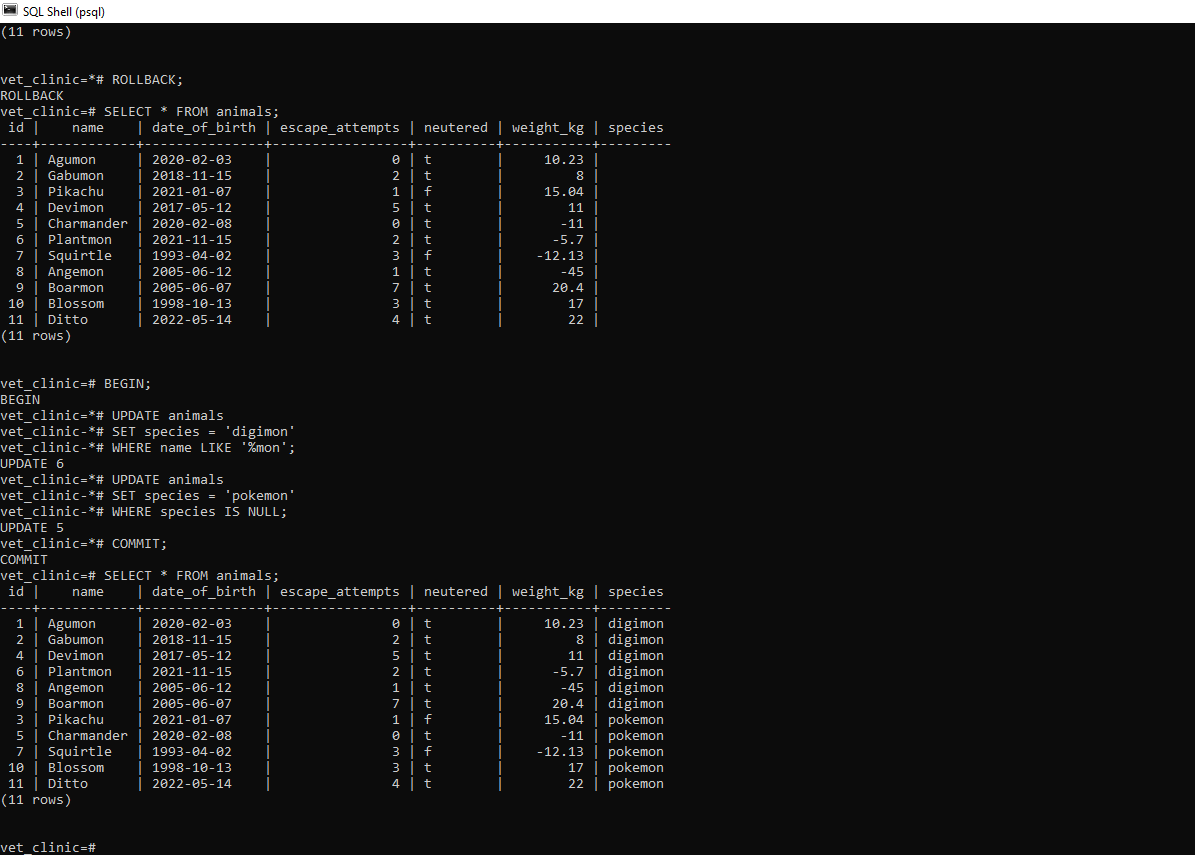 SQL Shell (psql)
(11 rows)
vet_clinic=*# ROLLBACK;
ROLLBACK
vet_clinic=# SELECT * FROM animals;
 id |    name    | date_of_birth | escape_attempts | neutered | weight_kg | species
----+------------+---------------+-----------------+----------+-----------+---------
  1 | Agumon     | 2020-02-03    |               0 | t        |     10.23 |
  2 | Gabumon    | 2018-11-15    |               2 | t        |         8 |
  3 | Pikachu    | 2021-01-07    |               1 | f        |     15.04 |
  4 | Devimon    | 2017-05-12    |               5 | t        |        11 |
  5 | Charmander | 2020-02-08    |               0 | t        |       -11 |
  6 | Plantmon   | 2021-11-15    |               2 | t        |      -5.7 |
  7 | Squirtle   | 1993-04-02    |               3 | f        |    -12.13 |
  8 | Angemon    | 2005-06-12    |               1 | t        |       -45 |
  9 | Boarmon    | 2005-06-07    |               7 | t        |      20.4 |
 10 | Blossom    | 1998-10-13    |               3 | t        |        17 |
 11 | Ditto      | 2022-05-14    |               4 | t        |        22 |
(11 rows)
vet_clinic=# BEGIN;
BEGIN
vet_clinic=*# UPDATE animals
vet_clinic-*# SET species = 'digimon'
vet_clinic-*# WHERE name LIKE '%mon';
UPDATE 6
vet_clinic=*# UPDATE animals
vet_clinic-*# SET species = 'pokemon'
vet_clinic-*# WHERE species IS NULL;
UPDATE 5
vet_clinic=*# COMMIT;
COMMIT
vet_clinic=# SELECT * FROM animals;
 id |    name    | date_of_birth | escape_attempts | neutered | weight_kg | species
----+------------+---------------+-----------------+----------+-----------+---------
  1 | Agumon     | 2020-02-03    |               0 | t        |     10.23 | digimon
  2 | Gabumon    | 2018-11-15    |               2 | t        |         8 | digimon
  4 | Devimon    | 2017-05-12    |               5 | t        |        11 | digimon
  6 | Plantmon   | 2021-11-15    |               2 | t        |      -5.7 | digimon
  8 | Angemon    | 2005-06-12    |               1 | t        |       -45 | digimon
  9 | Boarmon    | 2005-06-07    |               7 | t        |      20.4 | digimon
  3 | Pikachu    | 2021-01-07    |               1 | f        |     15.04 | pokemon
  5 | Charmander | 2020-02-08    |               0 | t        |       -11 | pokemon
  7 | Squirtle   | 1993-04-02    |               3 | f        |    -12.13 | pokemon
 10 | Blossom    | 1998-10-13    |               3 | t        |        17 | pokemon
 11 | Ditto      | 2022-05-14    |               4 | t        |        22 | pokemon
(11 rows)
vet_clinic=#